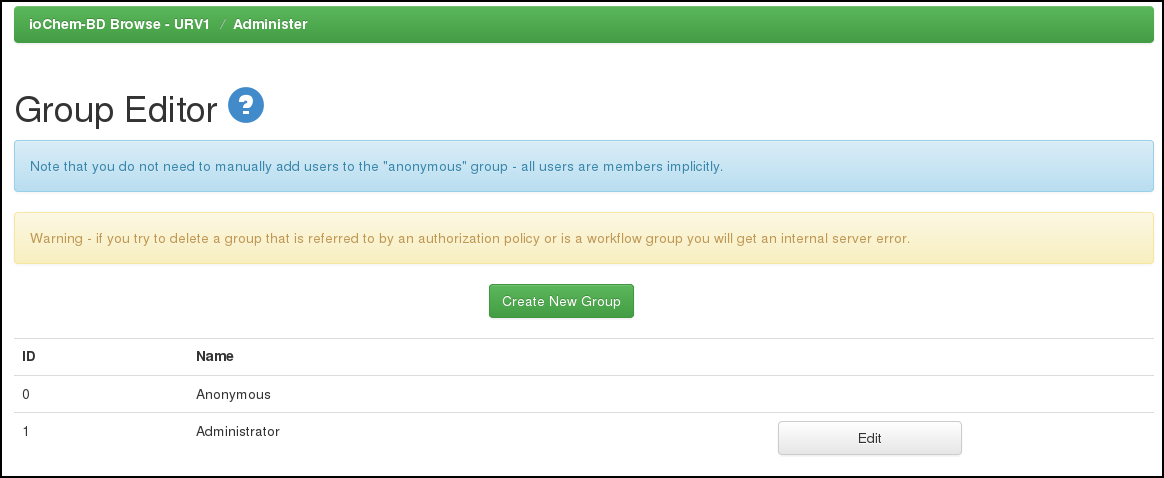 ioChem-BD Browse - URV1 / Administer
Group Editor ?
Note that you do not need to manually add users to the "anonymous" group - all users are members implicitly.
Warning - if you try to delete a group that is referred to by an authorization policy or is a workflow group you will get an internal server error.
Create New Group
ID Name
0 Anonymous
1 Administrator Edit